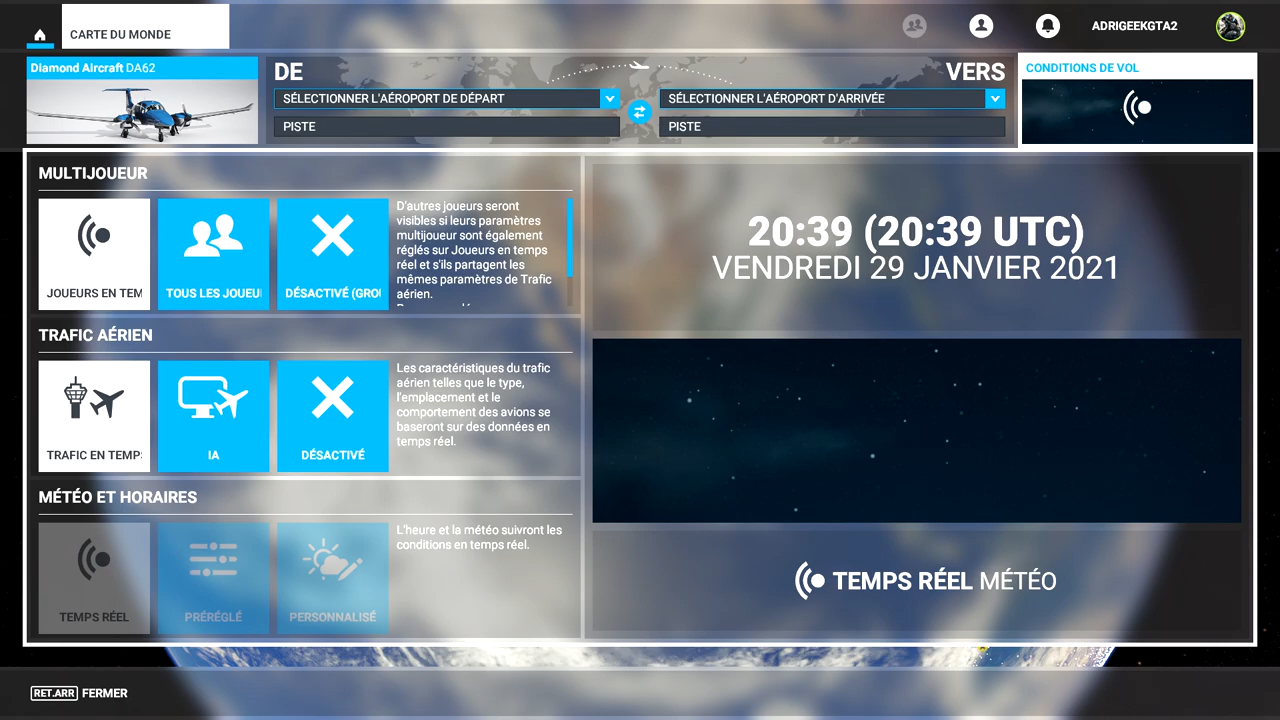 CARTE DU MONDE
ADRIGEEKGTA2
Diamond Aircraft DA62
DE
VERS
CONDITIONS DE VOL
SÉLECTIONNER L'AÉROPORT DE DÉPART
SÉLECTIONNER L'AÉROPORT D'ARRIVÉE
PISTE
PISTE
MULTIJOUEUR
JOUEURS EN TEM
TOUS LES JOUEU
DÉSACTIVÉ (GRO
D'autres joueurs seront
visibles si leurs paramètres
multijoueur sont également
réglés sur Joueurs en temps
réel et s'ils partagent les
mêmes paramètres de Trafic
aérien.
TRAFIC AÉRIEN
TRAFIC EN TEMP
IA
DÉSACTIVÉ
Les caractéristiques du trafic
aérien telles que le type,
l'emplacement et le
comportement des avions se
baseront sur des données en
temps réel.
MÉTÉO ET HORAIRES
TEMPS RÉEL
PRÉRÉGLÉ
PERSONNALISÉ
L'heure et la météo suivront les
conditions en temps réel.
20:39 (20:39 UTC)
VENDREDI 29 JANVIER 2021
TEMPS RÉEL MÉTÉO
RET.ARR FERMER